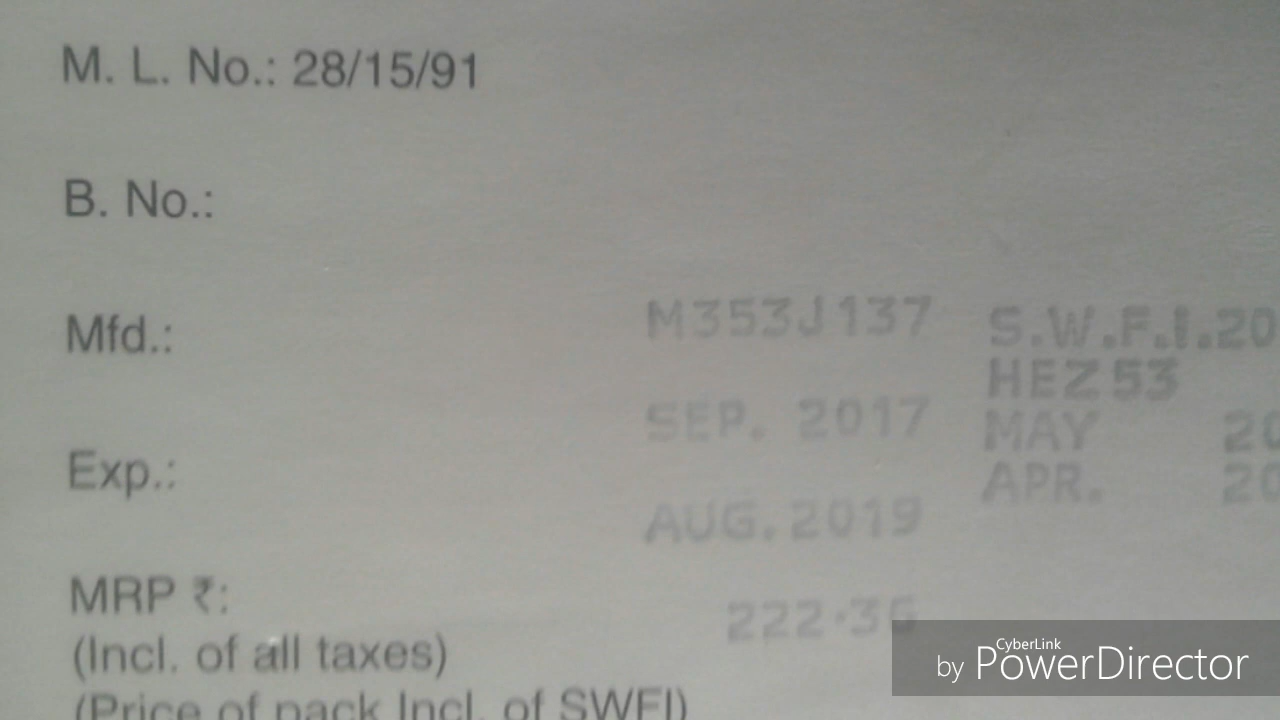 M. L. No.: 28/15/91
B. No.:
Mfd.: M353J137 S.W.F.I.20
HEZ53
SEP. 2017 MAY 20
Exp.: APR. 20
AUG.2019
MRP ₹: 222.35
(Incl. of all taxes)
(Price of pack Incl. of SWFI)
by CyberLink PowerDirector